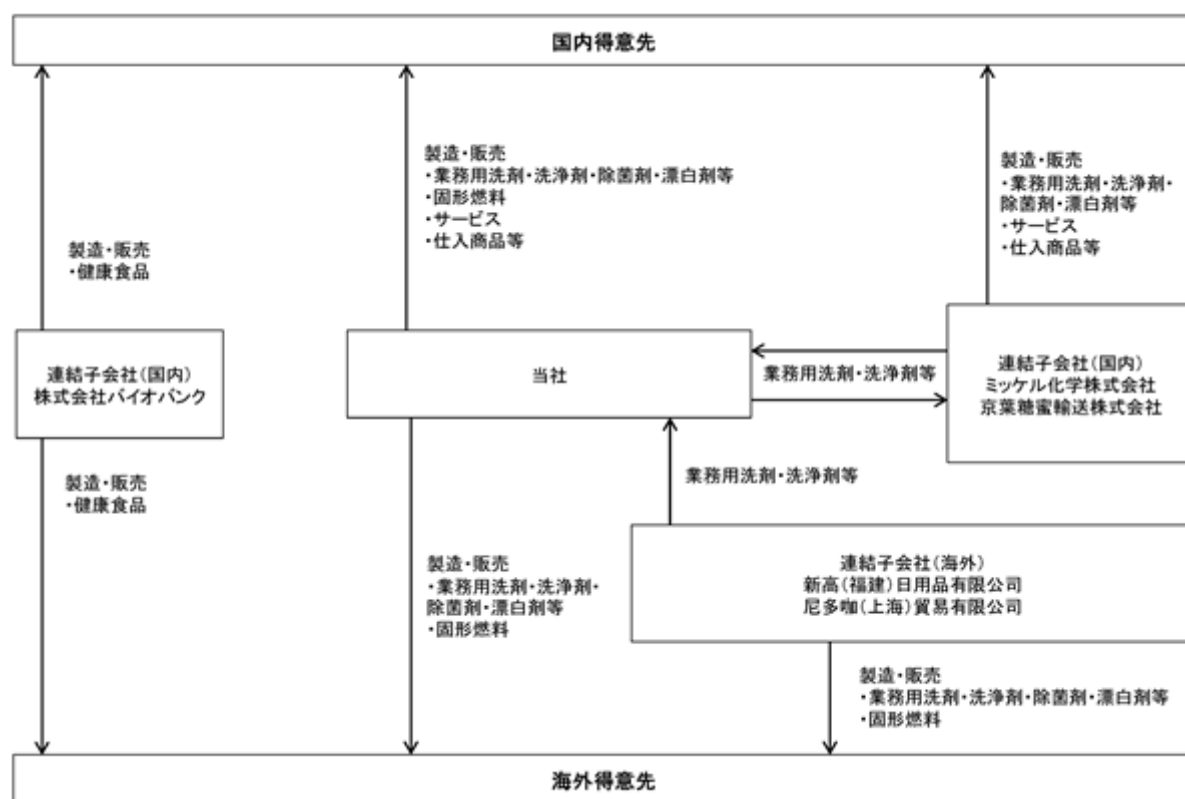 国内得意先
製造・販売
・業務用洗剤・洗浄剤・除菌剤・漂白剤等
・固形燃料
・サービス
・仕入商品等
製造・販売
・業務用洗剤・洗浄剤・
除菌剤・漂白剤等
・サービス
・仕入商品等
製造・販売
・健康食品
連結子会社(国内)
株式会社バイオバンク
当社
業務用洗剤・洗浄剤等
連結子会社(国内)
ミッケル化学株式会社
京葉糖蜜輸送株式会社
製造・販売
・健康食品
業務用洗剤・洗浄剤等
連結子会社(海外)
新高(福建)日用品有限公司
尼多咖(上海)貿易有限公司
製造・販売
・業務用洗剤・洗浄剤・
除菌剤・漂白剤等
・固形燃料
製造・販売
・業務用洗剤・洗浄剤・除菌剤・漂白剤等
・固形燃料
海外得意先